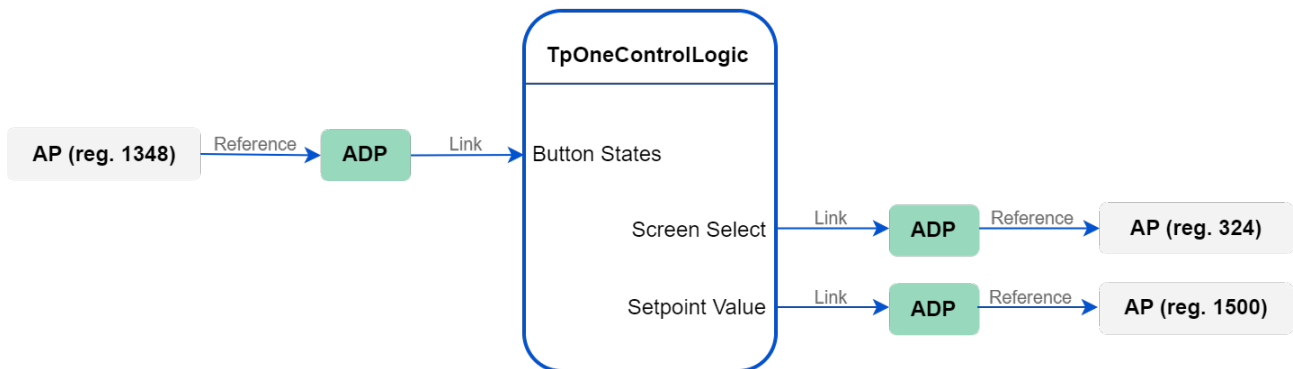 TpOneControlLogic
AP (reg. 1348)
Reference
ADP
Link
Button States
Screen Select
Link
ADP
Reference
AP (reg. 324)
Setpoint Value
Link
ADP
Reference
AP (reg. 1500)